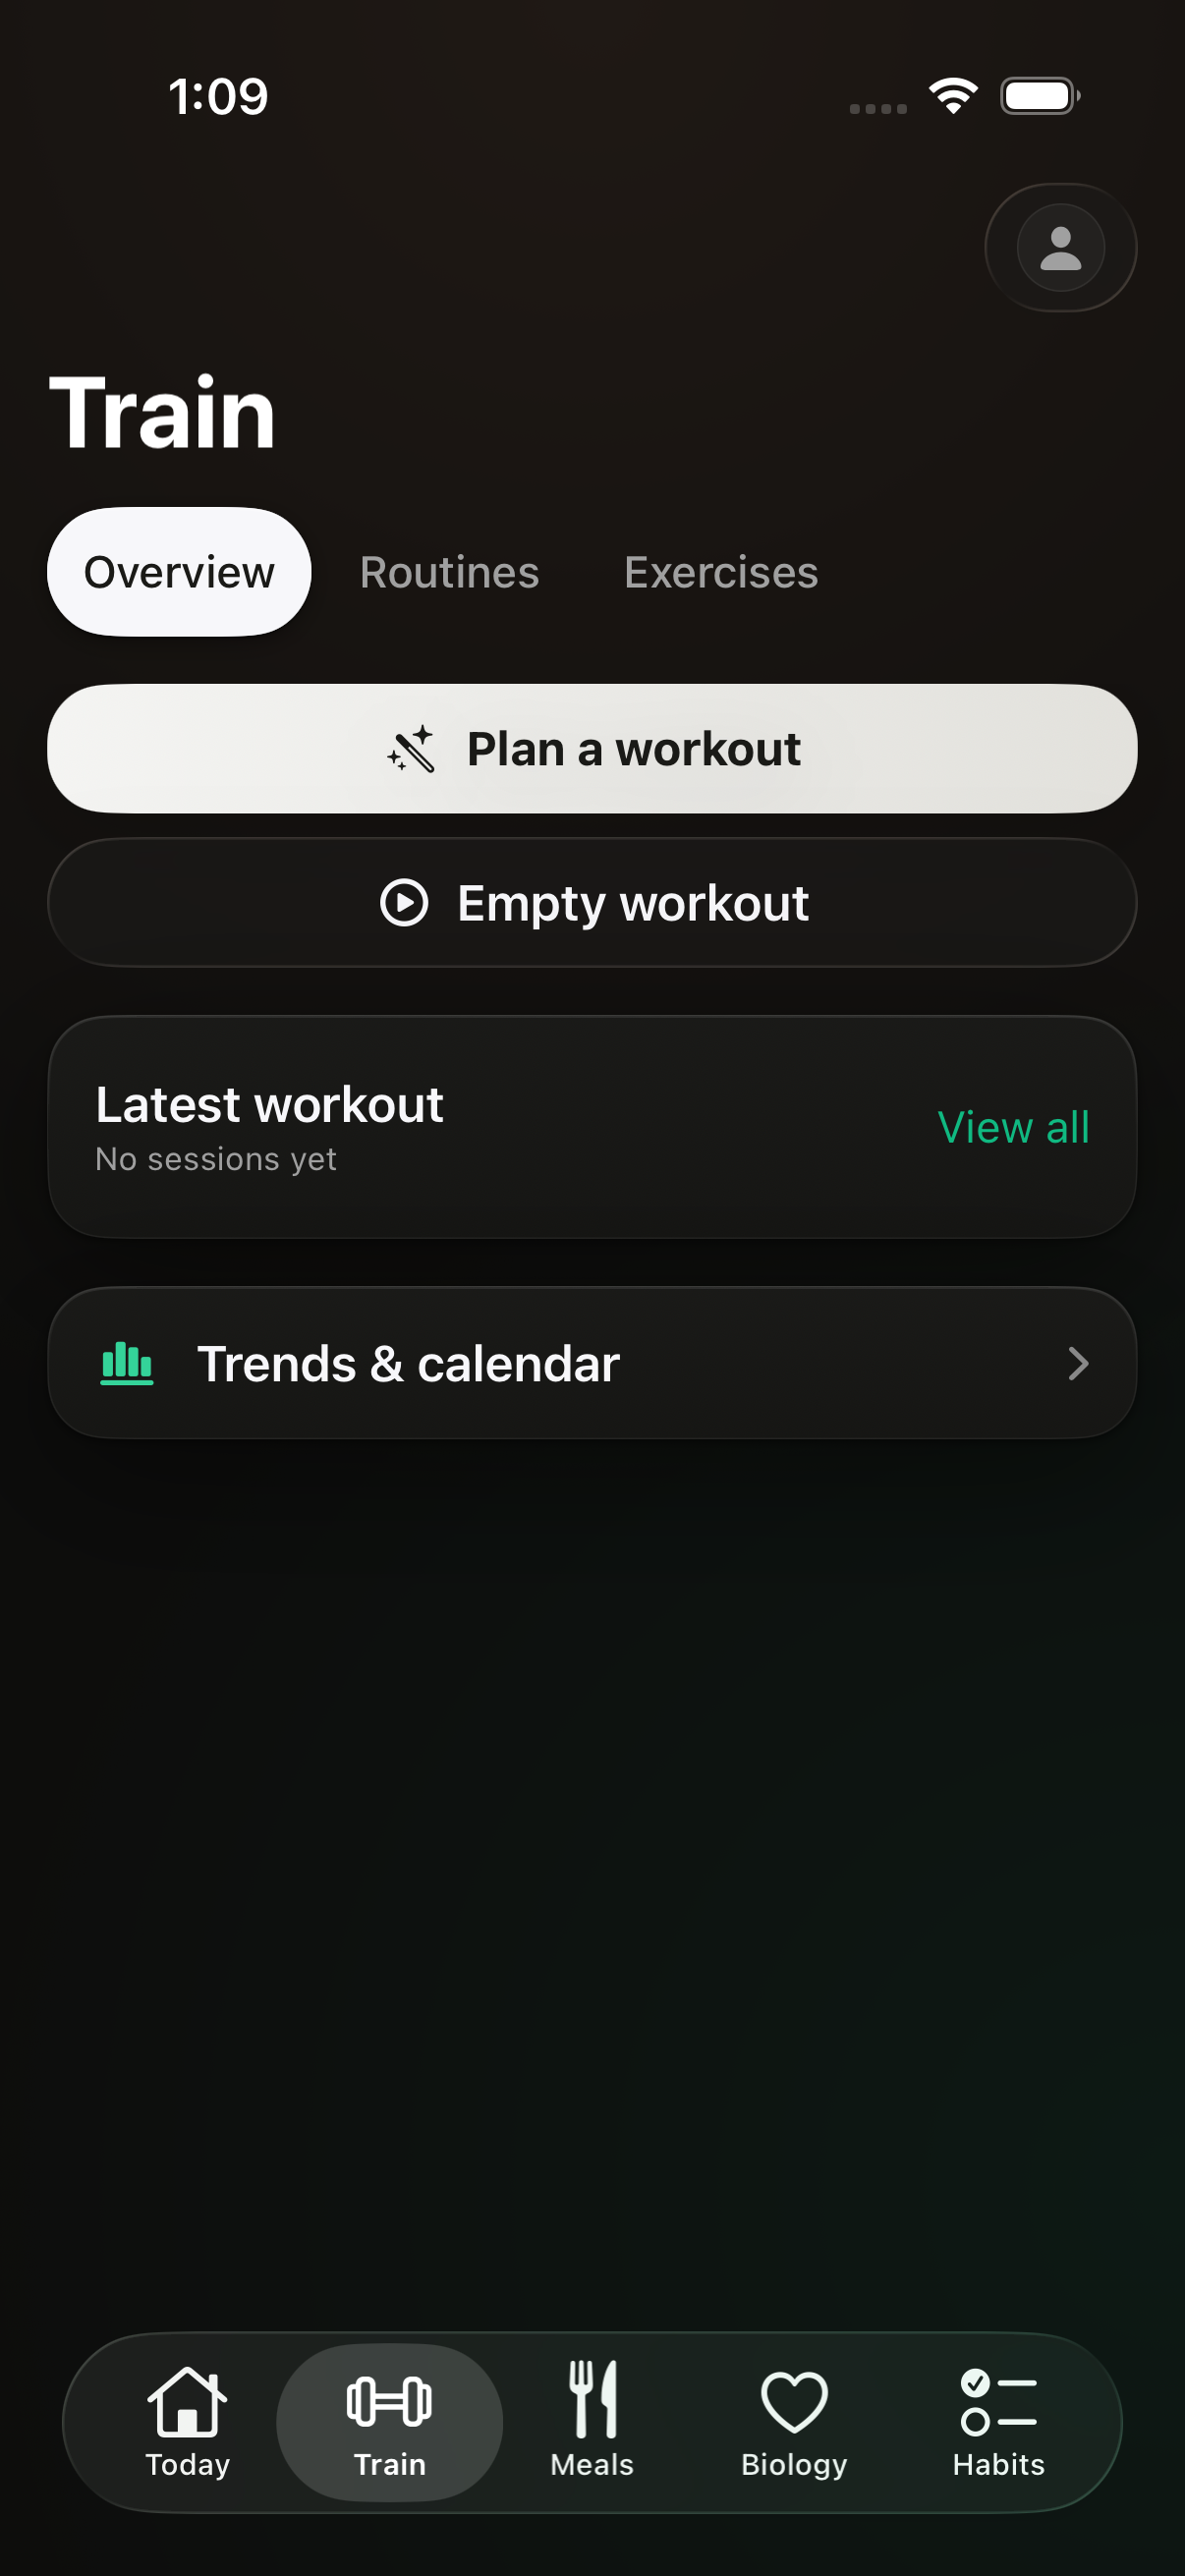 1:09
Train
Overview
Routines
Exercises
Plan a workout
Empty workout
Latest workout
No sessions yet
View all
Trends & calendar
Today
Train
Meals
Biology
Habits